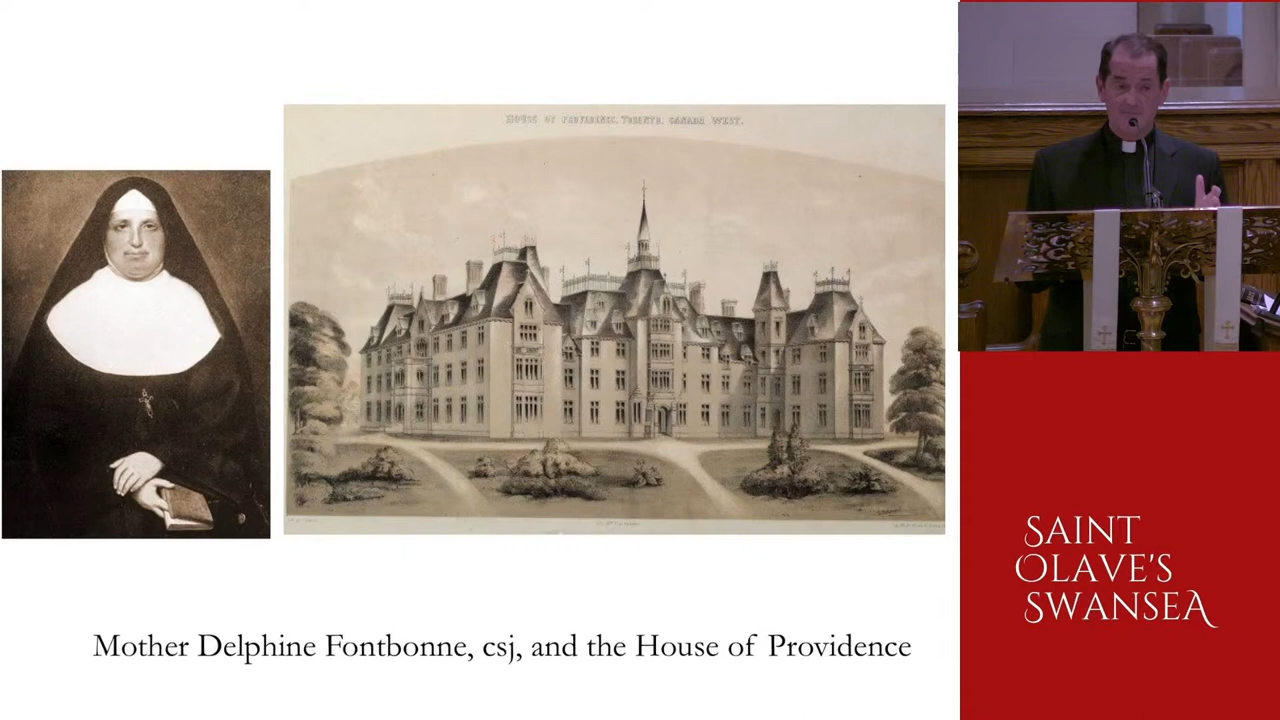 HOUSE OF PROVIDENCE, TORONTO, CANADA WEST.
SAINT
OLAVE'S
SWANSEA
Mother Delphine Fontbonne, csj, and the House of Providence